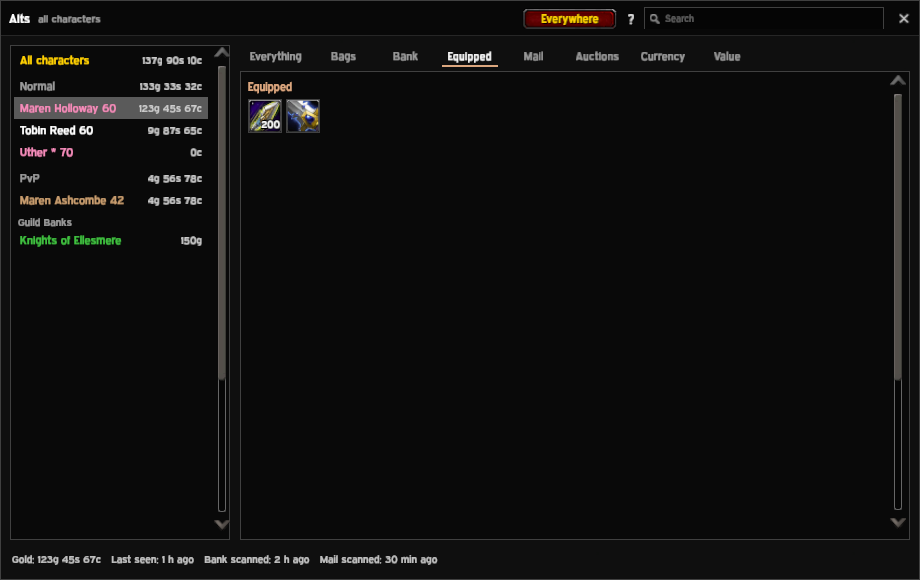 Alts all characters Everywhere ? Search
Everything Bags Bank Equipped Mail Auctions Currency Value
All characters 137g 90s 10c
Normal 133g 33s 32c
Maren Holloway 60 123g 45s 67c
Tobin Reed 60 9g 87s 65c
Uther * 70 0c
PvP 4g 56s 78c
Maren Ashcombe 42 4g 56s 78c
Guild Banks
Knights of Ellesmere 150g
Equipped
200
Gold: 123g 45s 67c Last seen: 1 h ago Bank scanned: 2 h ago Mail scanned: 30 min ago